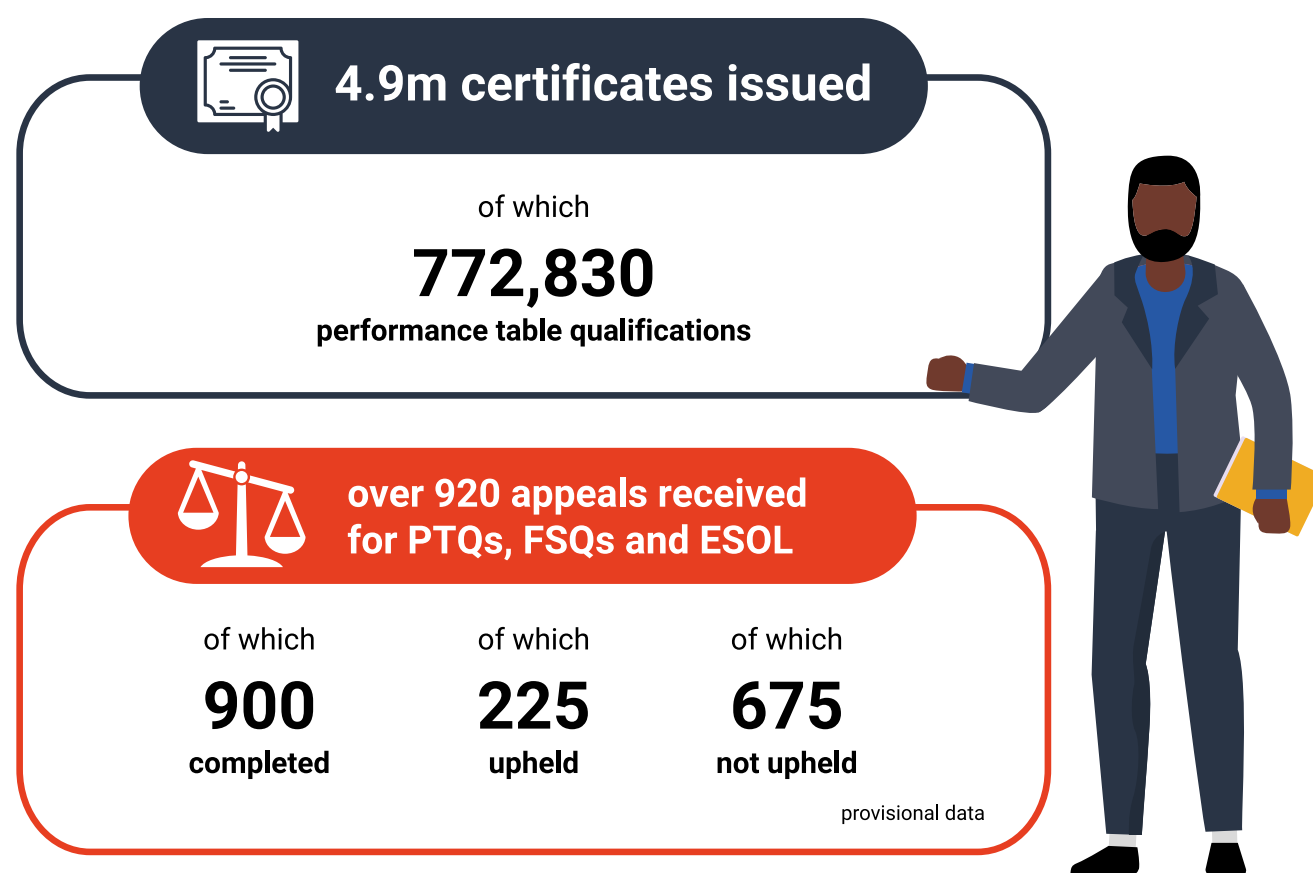 4.9m certificates issued
of which
772,830
performance table qualifications
over 920 appeals received
for PTQs, FSQs and ESOL
of which
900
completed
of which
225
upheld
of which
675
not upheld
provisional data